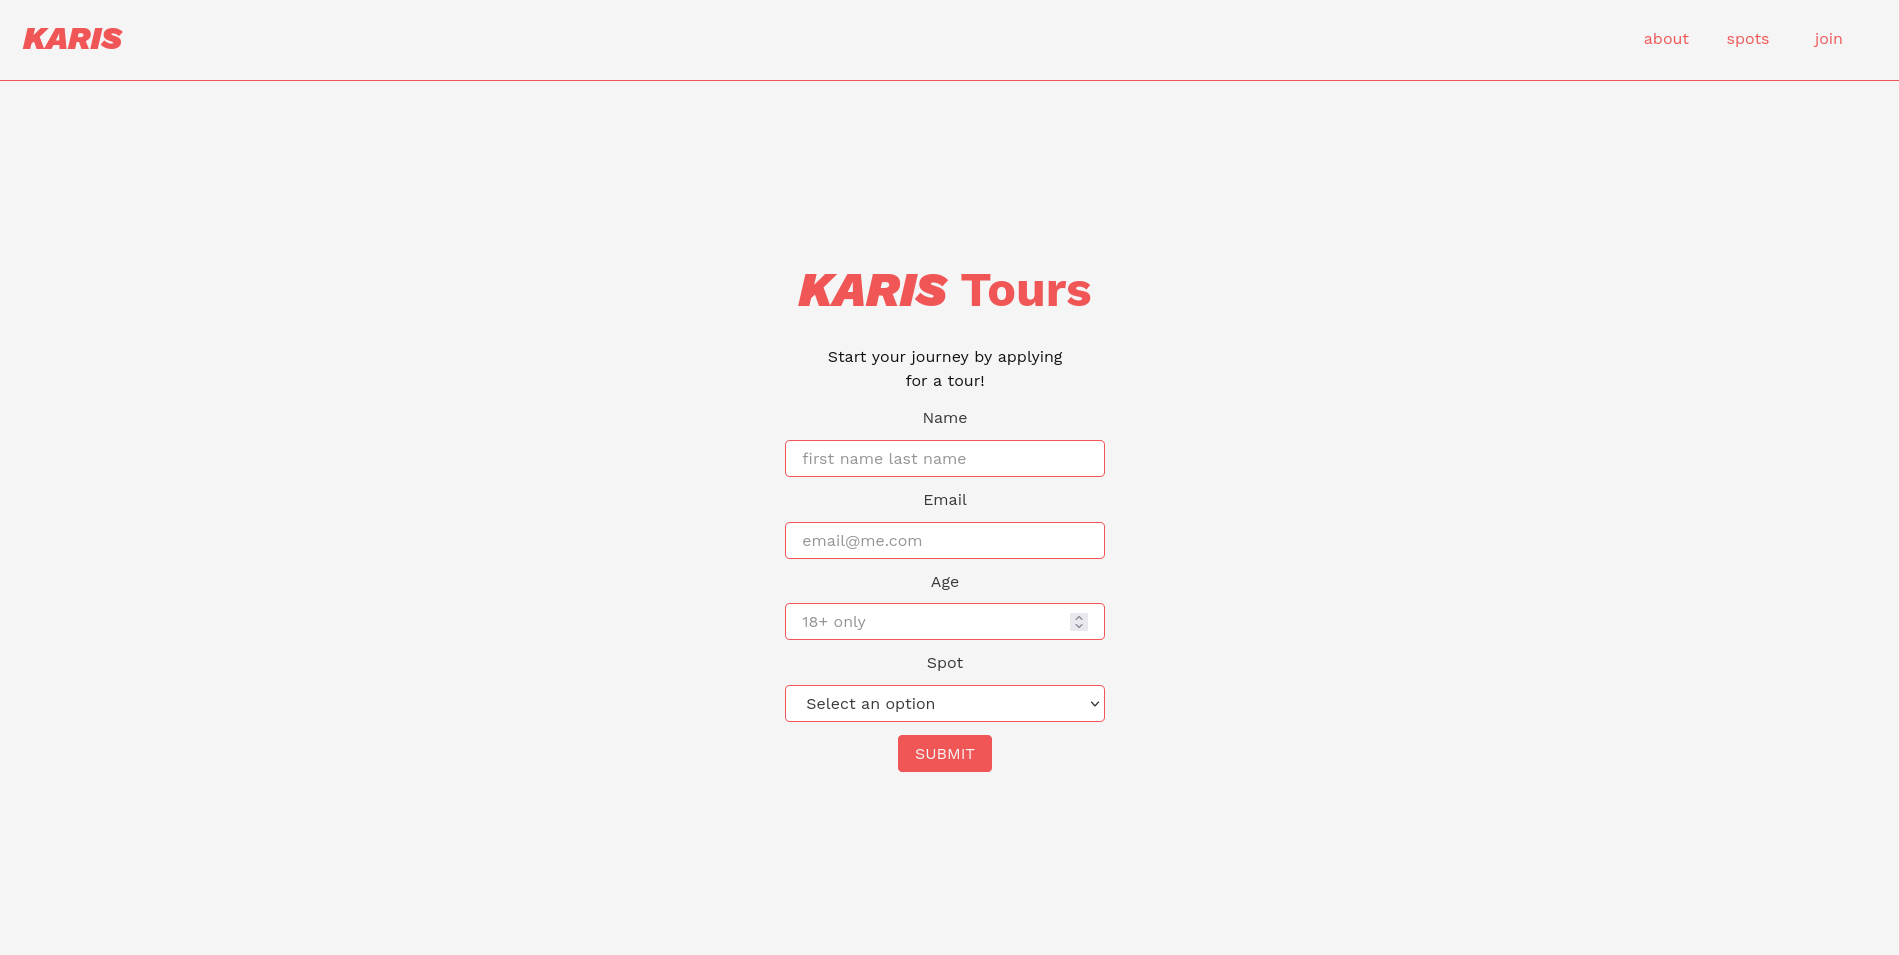 KARIS
about spots join
KARIS Tours
Start your journey by applying
for a tour!
Name
first name last name
Email
email@me.com
Age
18+ only
Spot
Select an option
SUBMIT